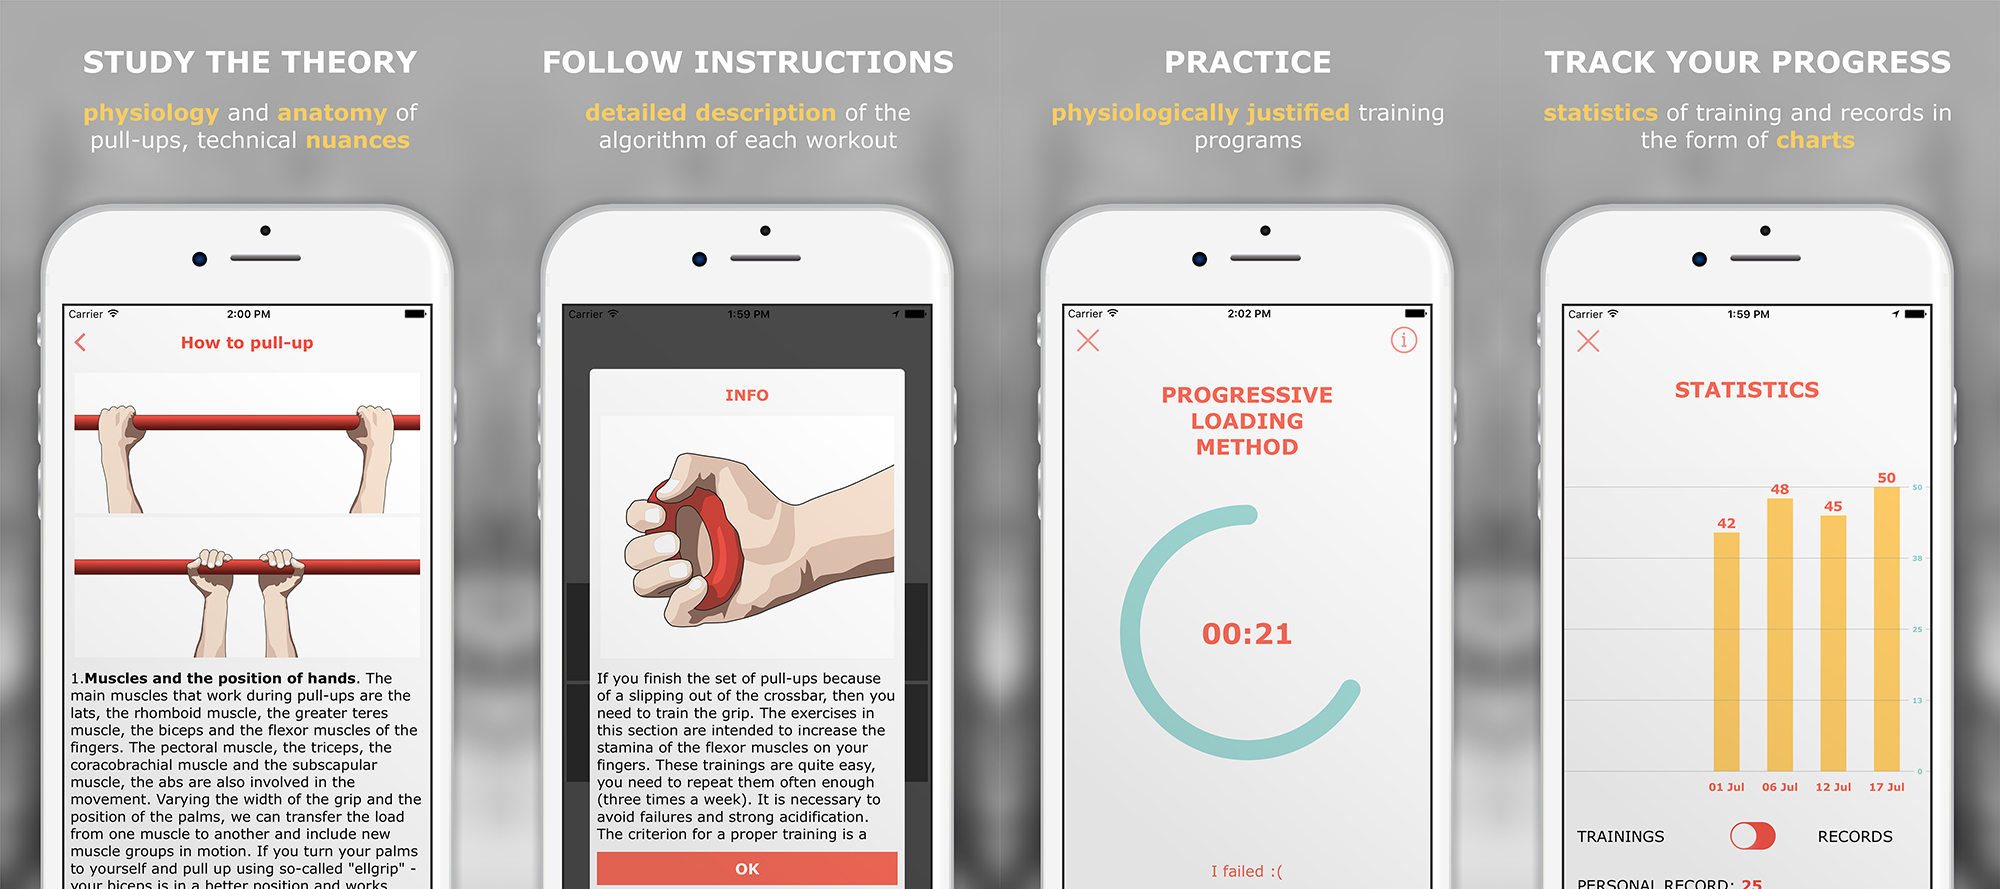 STUDY THE THEORY
physiology and anatomy of
pull-ups, technical nuances
Carrier
2:00 PM
How to pull-up
1.Muscles and the position of hands. The
main muscles that work during pull-ups are the
lats, the rhomboid muscle, the greater teres
muscle, the biceps and the flexor muscles of the
fingers. The pectoral muscle, the triceps, the
coracobrachial muscle and the subscapular
muscle, the abs are also involved in the
movement. Varying the width of the grip and the
position of the palms, we can transfer the load
from one muscle to another and include new
muscle groups in motion. If you turn your palms
to yourself and pull up using so-called "ellgrip" -
your biceps is in a better position and works
FOLLOW INSTRUCTIONS
detailed description of the
algorithm of each workout
Carrier
1:59 PM
INFO
If you finish the set of pull-ups because
of a slipping out of the crossbar, then you
need to train the grip. The exercises in
this section are intended to increase the
stamina of the flexor muscles on your
fingers. These trainings are quite easy,
you need to repeat them often enough
(three times a week). It is necessary to
avoid failures and strong acidification.
The criterion for a proper training is a
OK
PRACTICE
physiologically justified training
programs
Carrier
2:02 PM
i
PROGRESSIVE
LOADING
METHOD
00:21
I failed :(
TRACK YOUR PROGRESS
statistics of training and records in
the form of charts
Carrier
1:59 PM
STATISTICS
42
48
45
50
50
38
25
13
0
01 Jul
06 Jul
12 Jul
17 Jul
TRAININGS
RECORDS
PERSONAL RECORD: 25